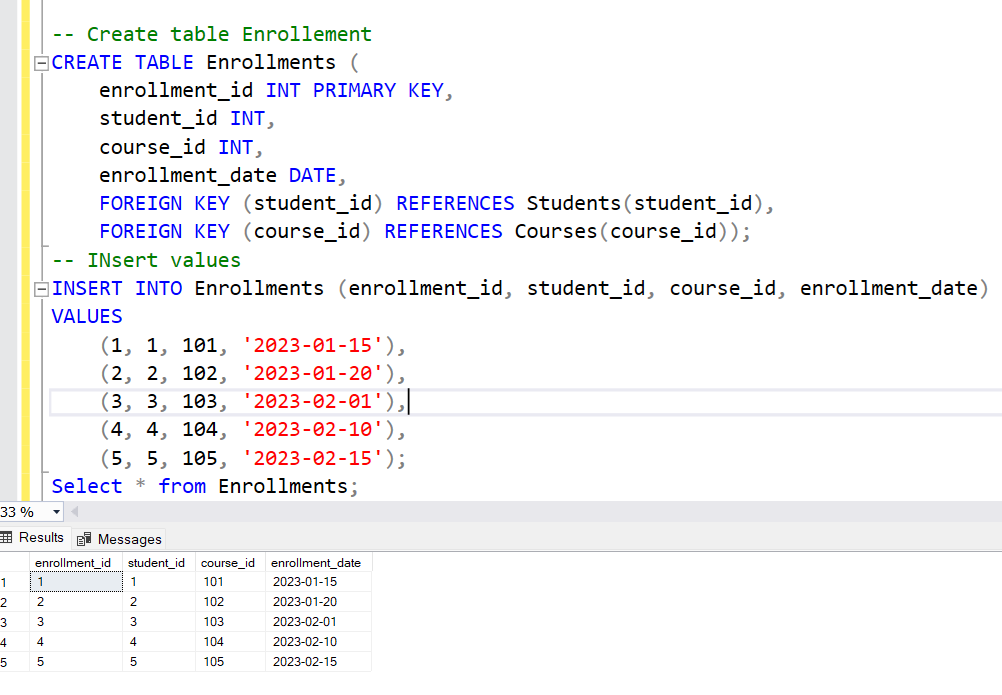 -- Create table Enrollement
CREATE TABLE Enrollments (
enrollment_id INT PRIMARY KEY,
student_id INT,
course_id INT,
enrollment_date DATE,
FOREIGN KEY (student_id) REFERENCES Students(student_id),
FOREIGN KEY (course_id) REFERENCES Courses(course_id));
-- INsert values
INSERT INTO Enrollments (enrollment_id, student_id, course_id, enrollment_date)
VALUES
(1, 1, 101, '2023-01-15'),
(2, 2, 102, '2023-01-20'),
(3, 3, 103, '2023-02-01'),
(4, 4, 104, '2023-02-10'),
(5, 5, 105, '2023-02-15');
Select * from Enrollments;
33 %
Results Messages
enrollment_id student_id course_id enrollment_date
1 1 1 101 2023-01-15
2 2 2 102 2023-01-20
3 3 3 103 2023-02-01
4 4 4 104 2023-02-10
5 5 5 105 2023-02-15